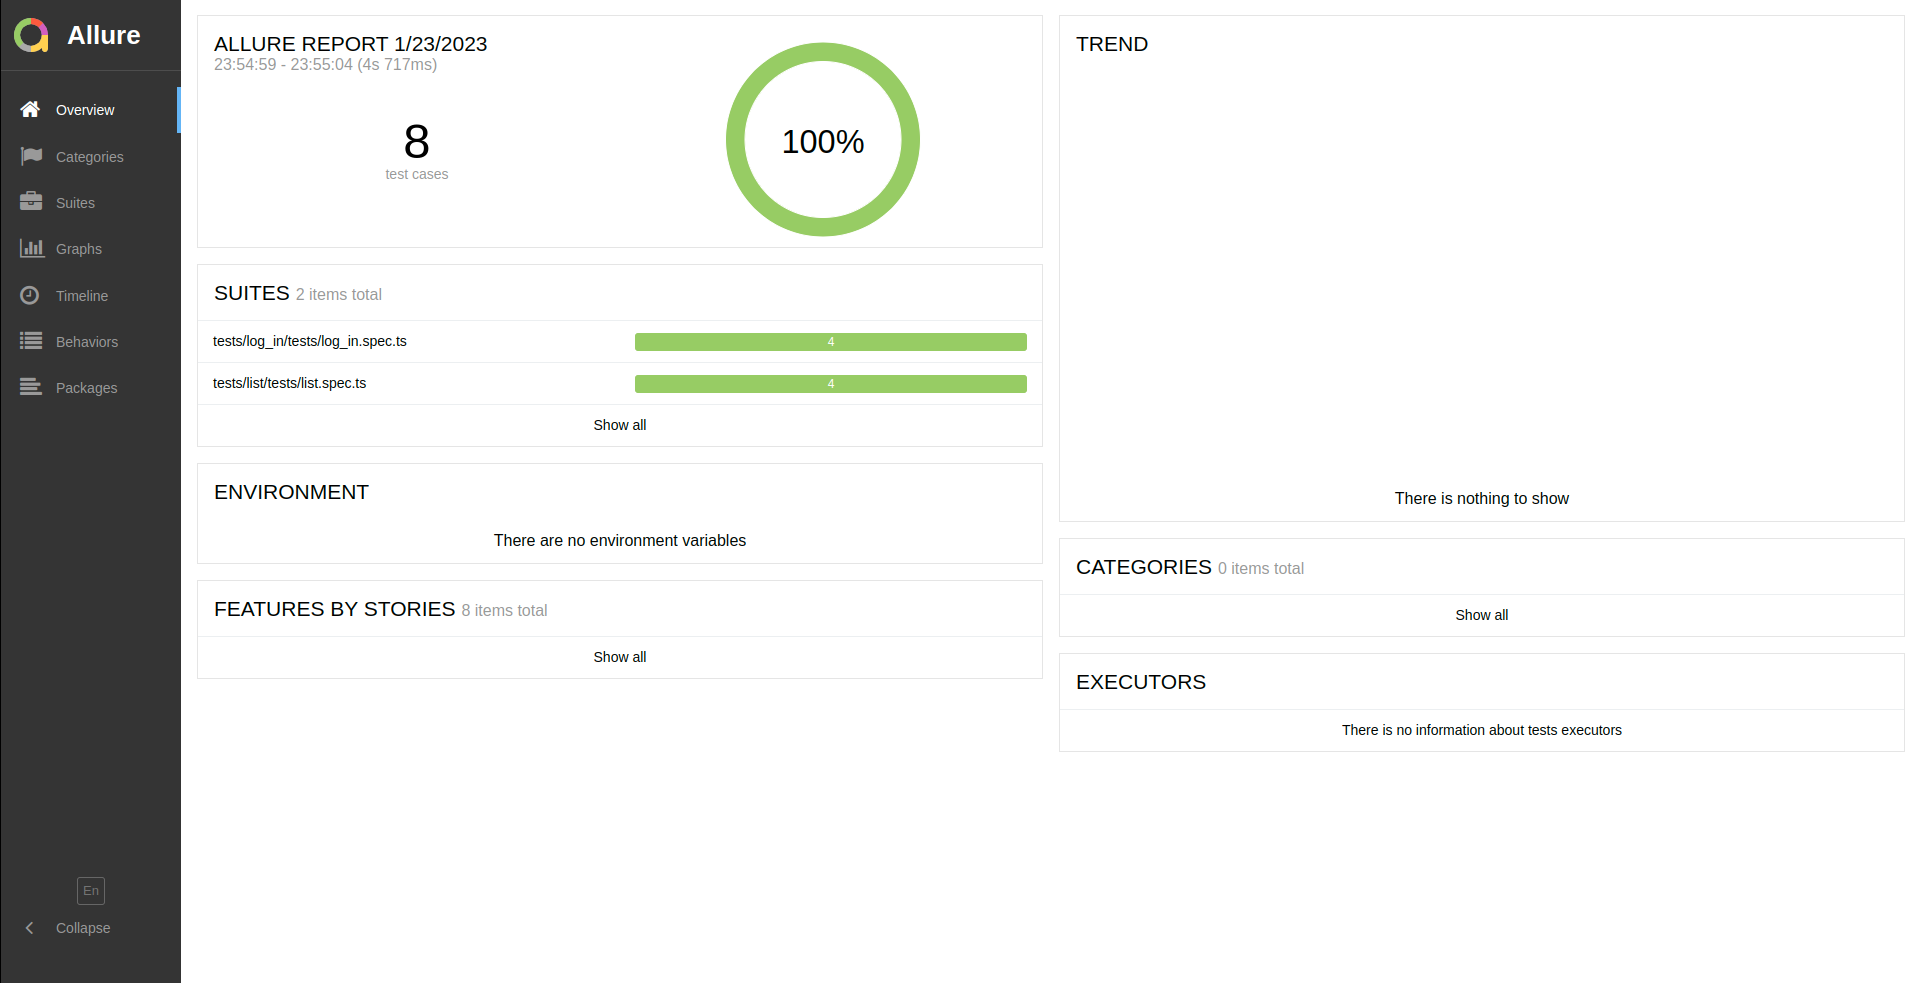 Allure
Overview
Categories
Suites
Graphs
Timeline
Behaviors
Packages
En
Collapse
ALLURE REPORT 1/23/2023
23:54:59 - 23:55:04 (4s 717ms)
8
test cases
100%
SUITES 2 items total
tests/log_in/tests/log_in.spec.ts 4
tests/list/tests/list.spec.ts 4
Show all
ENVIRONMENT
There are no environment variables
FEATURES BY STORIES 8 items total
Show all
TREND
There is nothing to show
CATEGORIES 0 items total
Show all
EXECUTORS
There is no information about tests executors